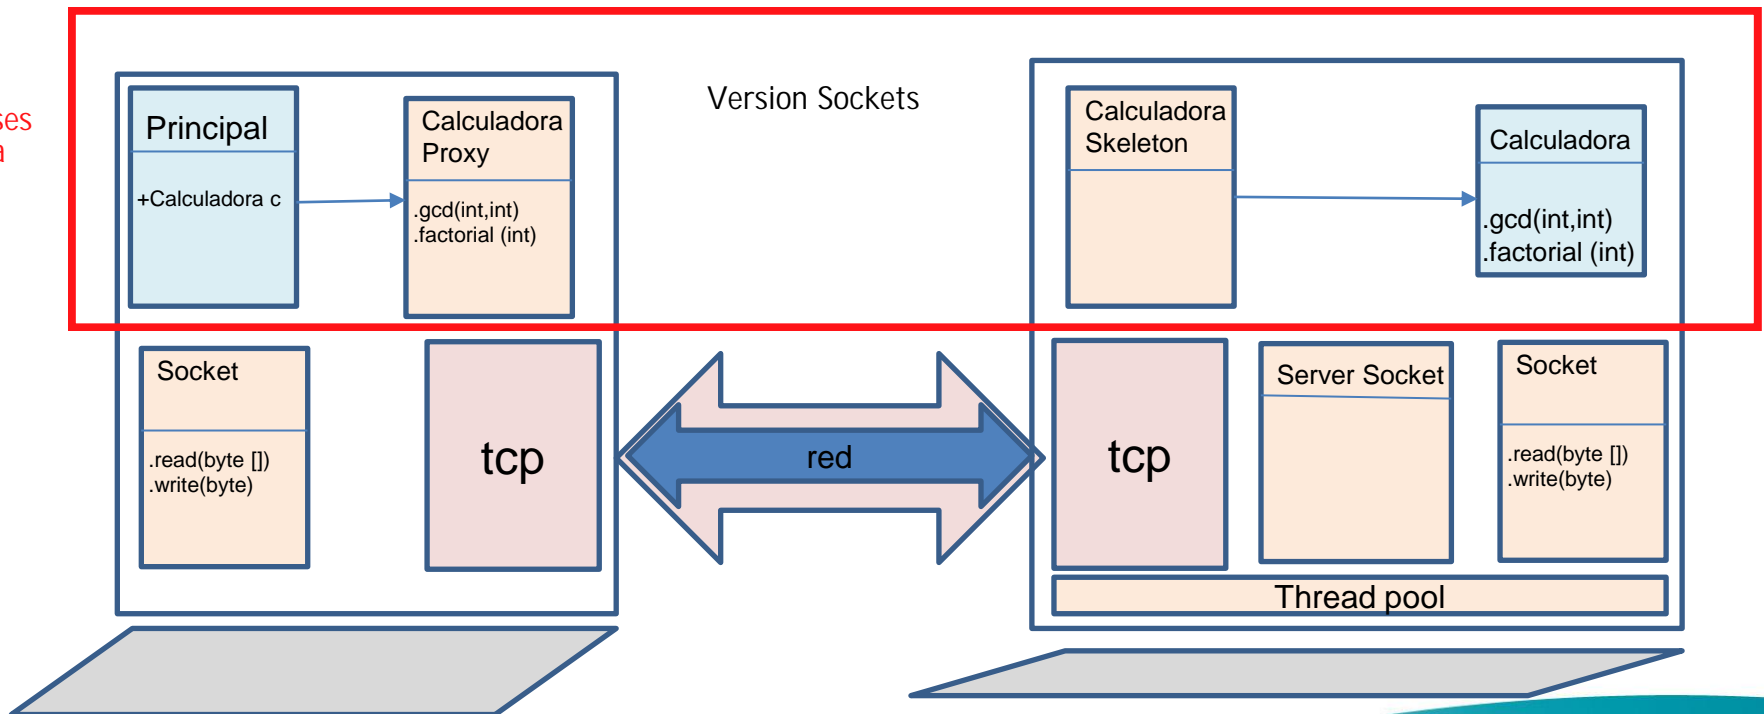 Version Sockets
Principal
+Calculadora c
Calculadora
Proxy
.gcd(int,int)
.factorial (int)
Calculadora
Skeleton
Calculadora
.gcd(int,int)
.factorial (int)
Socket
.read(byte [])
.write(byte)
tcp
red
tcp
Server Socket
Socket
.read(byte [])
.write(byte)
Thread pool